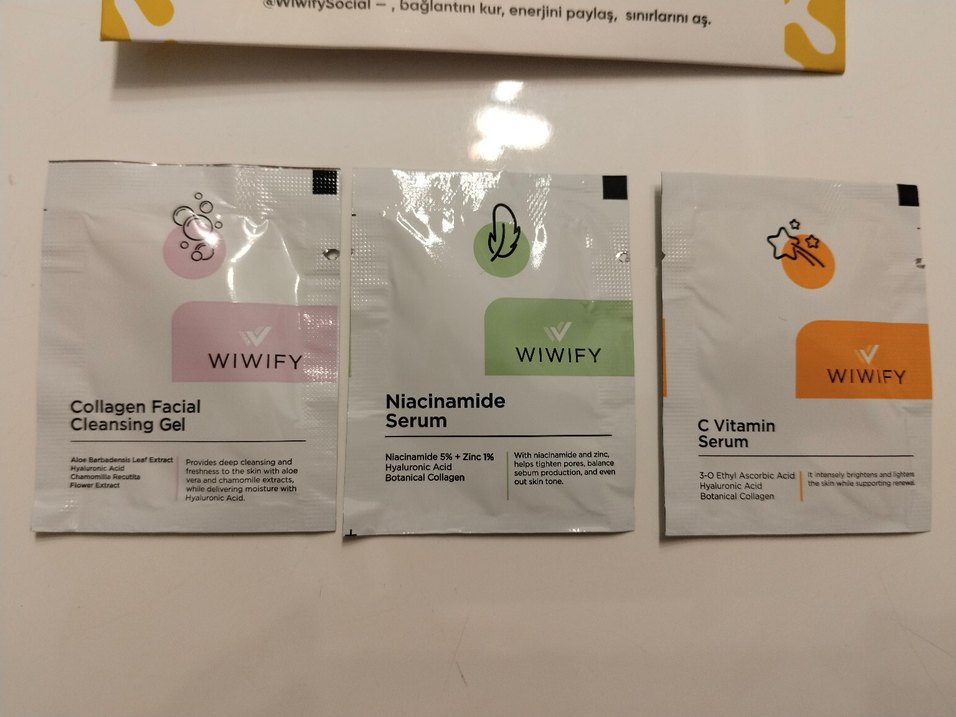 @WiwifySocial — , bağlantını kur, enerjini paylaş, sınırlarını aş.
WIWIFY
Collagen Facial
Cleansing Gel
Aloe Barbadensis Leaf Extract
Hyaluronic Acid
Chamomilla Recutita
Flower Extract
Provides deep cleansing and
freshness to the skin with aloe
vera and chamomile extracts,
while delivering moisture with
Hyaluronic Acid.
WIWIFY
Niacinamide
Serum
Niacinamide 5% + Zinc 1%
Hyaluronic Acid
Botanical Collagen
With niacinamide and zinc,
helps tighten pores, balance
sebum production, and even
out skin tone.
WIWIFY
C Vitamin
Serum
3-O Ethyl Ascorbic Acid
Hyaluronic Acid
Botanical Collagen
It intensely brightens and lightens
the skin while supporting renewal.